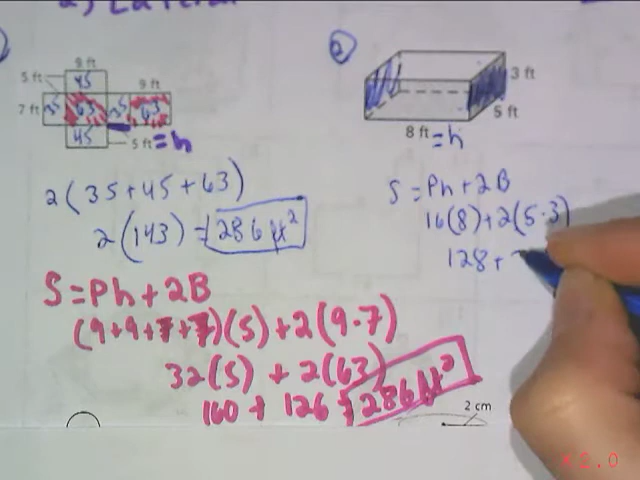 a) Lateral
9 ft
5 ft
45
9 ft
7 ft
35
63
35
63
45
5 ft = h
2(35+45+63)
2(143) = 286 ft²
S = Ph + 2B
(9+9+7+7)(5) + 2(9·7)
32(5) + 2(63)
160 + 126 = 286 ft²
3 ft
5 ft
8 ft = h
S = Ph + 2B
16(8) + 2(5·3)
128 +
2 cm
x2.0